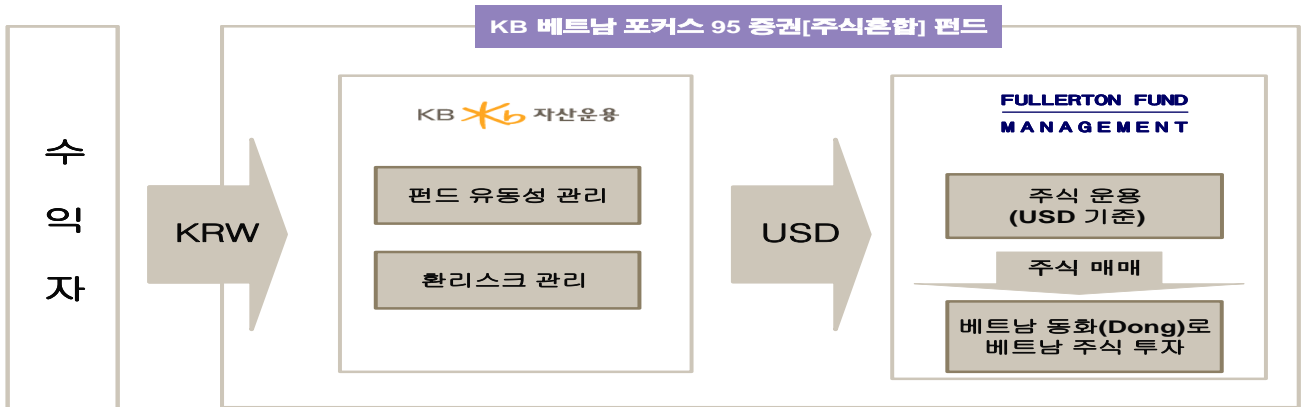 KB 베트남 포커스 95 증권[주식혼합] 펀드
수
익
자
KRW
KB Kb 자산운용
펀드 유동성 관리
환리스크 관리
USD
FULLERTON FUND
MANAGEMENT
주식 운용
(USD 기준)
주식 매매
베트남 동화(Dong)로
베트남 주식 투자